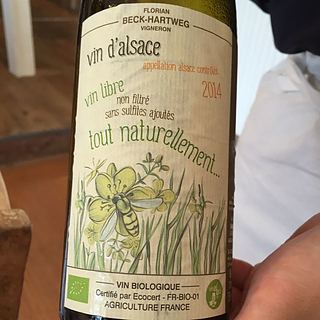 FLORIAN
BECK-HARTWEG
VIGNERON
vin d'alsace
appellation alsace contrôlée
vin libre
2014
non filtré
sans sulfites ajoutés
tout naturellement...
VIN BIOLOGIQUE
Certifié par Ecocert - FR-BIO-01
AGRICULTURE FRANCE